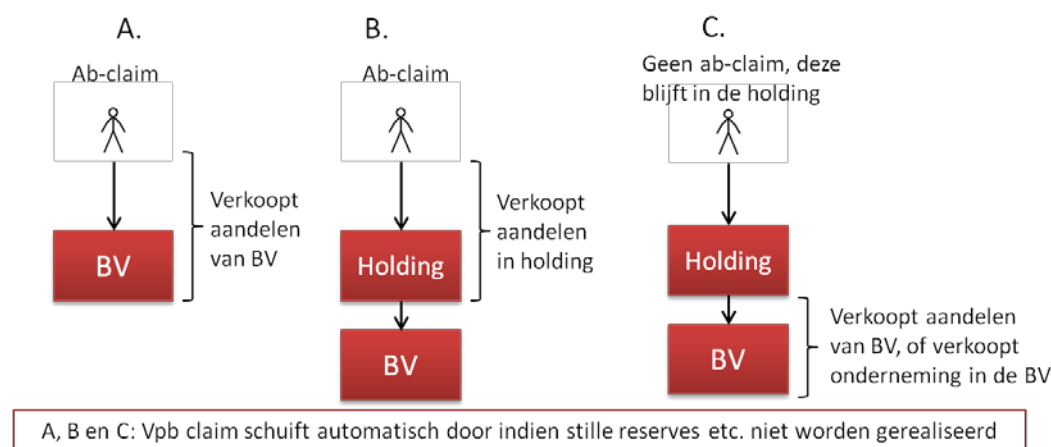 A.
Ab-claim
Verkoopt
aandelen
van BV
BV
B.
Ab-claim
Verkoopt
aandelen
in holding
Holding
BV
C.
Geen ab-claim, deze
blijft in de holding
Holding
BV
Verkoopt aandelen
van BV, of verkoopt
onderneming in de BV
A, B en C: Vpb claim schuift automatisch door indien stille reserves etc. niet worden gerealiseerd